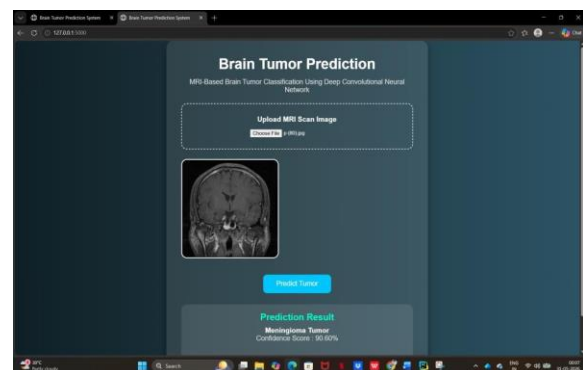 Brain Tumor Prediction System
Brain Tumor Prediction System
127.0.0.1:5000
Brain Tumor Prediction
MRI-Based Brain Tumor Classification Using Deep Convolutional Neural
Network
Upload MRI Scan Image
Choose File
Predict Tumor
Prediction Result
Meningioma Tumor
Confidence Score : 90.60%
Search